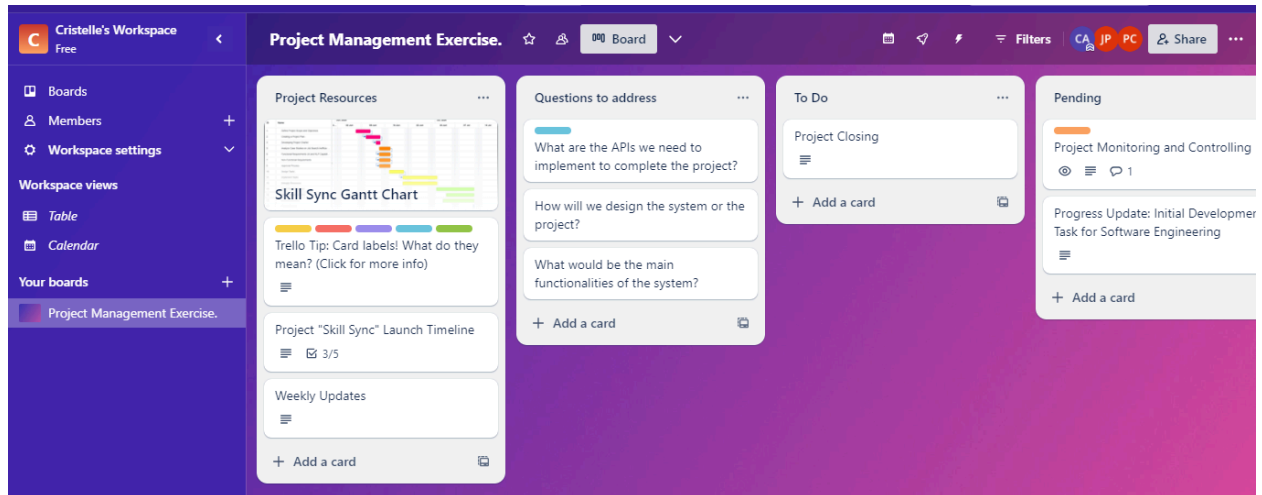 C
Cristelle's Workspace
Free
Boards
Members
Workspace settings
Workspace views
Table
Calendar
Your boards
Project Management Exercise.
Project Management Exercise.
Board
Filters
CA
JP
PC
Share
Project Resources
Skill Sync Gantt Chart
Trello Tip: Card labels! What do they
mean? (Click for more info)
Project "Skill Sync" Launch Timeline
3/5
Weekly Updates
Add a card
Questions to address
What are the APIs we need to
implement to complete the project?
How will we design the system or the
project?
What would be the main
functionalities of the system?
Add a card
To Do
Project Closing
Add a card
Pending
Project Monitoring and Controlling
1
Progress Update: Initial Developmer
Task for Software Engineering
Add a card